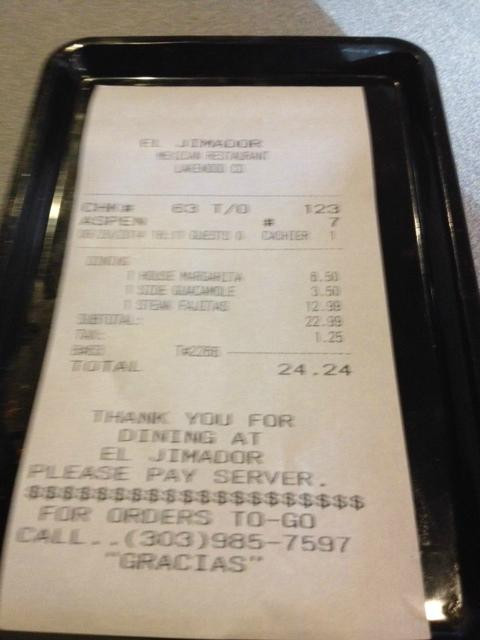 EL JIMADOR
MEXICAN RESTAURANT
LAKEWOOD CO
CHK# 63 T/O 123
ASPEN # 7
GUESTS 0 CASHIER 1
DINING
1 HOUSE MARGARITA 6.50
1 SIDE GUACAMOLE 3.50
1 STEAK FAJITAS 12.99
SUBTOTAL: 22.99
TAX: 1.25
T#2268
TOTAL 24.24
THANK YOU FOR
DINING AT
EL JIMADOR
PLEASE PAY SERVER.
$$$$$$$$$$$$$$$$$$$$
FOR ORDERS TO-GO
CALL..(303)985-7597
"GRACIAS"